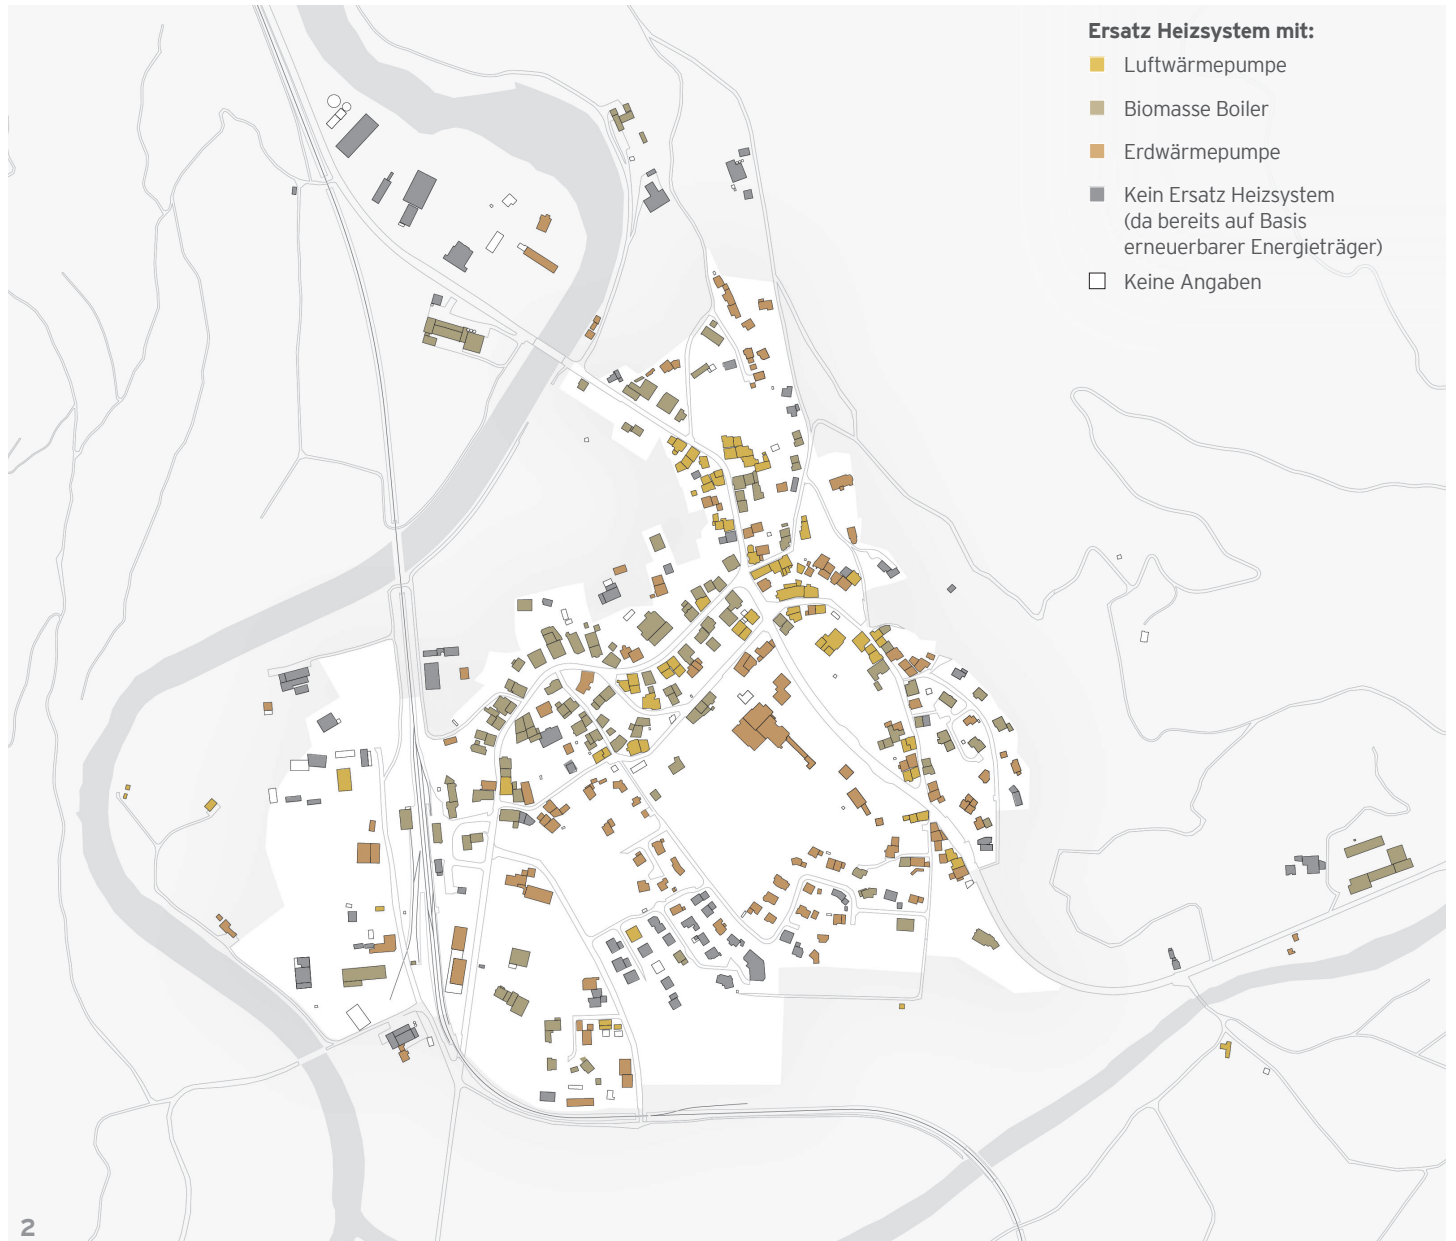 Ersatz Heizsystem mit:
Luftwärmepumpe
Biomasse Boiler
Erdwärmepumpe
Kein Ersatz Heizsystem
(da bereits auf Basis
erneuerbarer Energieträger)
Keine Angaben
2